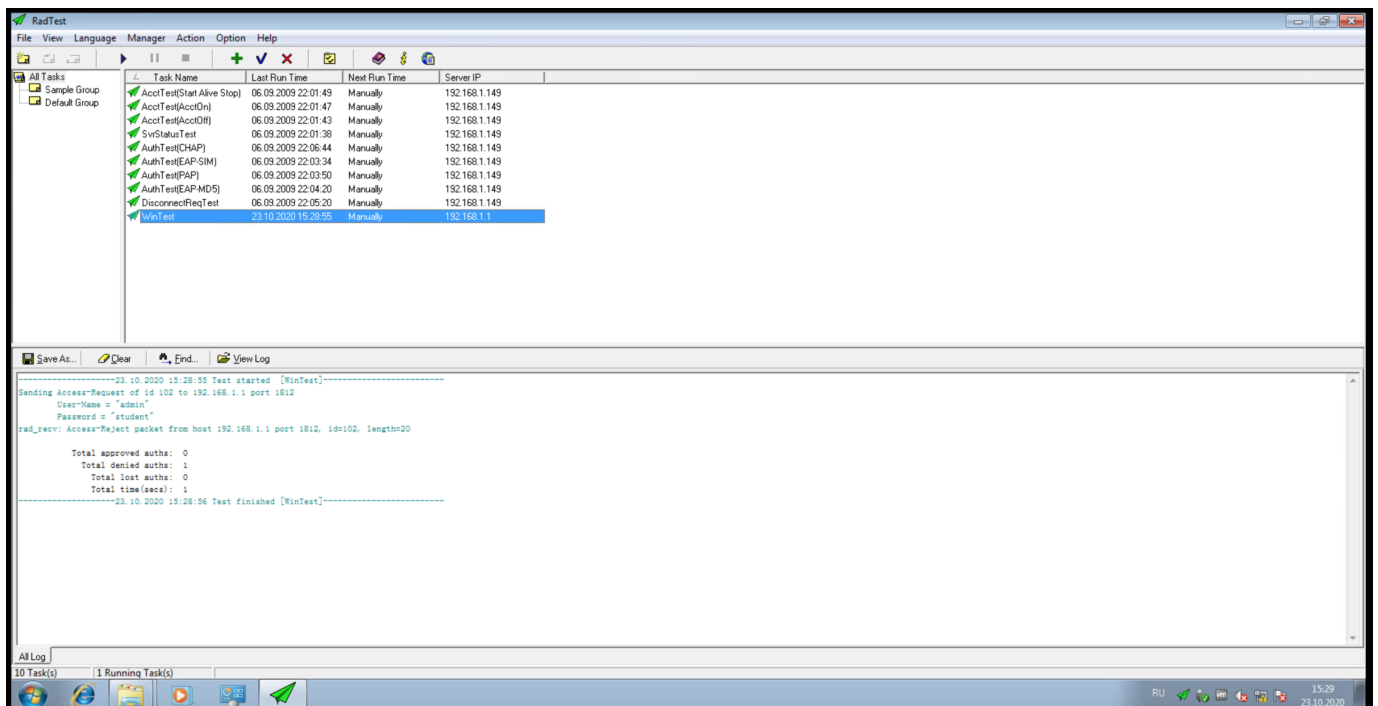 RadTest
File View Language Manager Action Option Help
All Tasks
Sample Group
Default Group
Task Name Last Run Time Next Run Time Server IP
AcctTest(Start Alive Stop) 06.09.2009 22:01:49 Manually 192.168.1.149
AcctTest(AcctOn) 06.09.2009 22:01:47 Manually 192.168.1.149
AcctTest(AcctOff) 06.09.2009 22:01:43 Manually 192.168.1.149
SvrStatusTest 06.09.2009 22:01:38 Manually 192.168.1.149
AuthTest(CHAP) 06.09.2009 22:06:44 Manually 192.168.1.149
AuthTest(EAP-SIM) 06.09.2009 22:03:34 Manually 192.168.1.149
AuthTest(PAP) 06.09.2009 22:03:50 Manually 192.168.1.149
AuthTest(EAP-MD5) 06.09.2009 22:04:20 Manually 192.168.1.149
DisconnectReqTest 06.09.2009 22:05:20 Manually 192.168.1.149
WinTest 23.10.2020 15:28:55 Manually 192.168.1.1
Save As... Clear Find... View Log
--------------------23.10.2020 15:28:55 Test started [WinTest]-------------------------
Sending Access-Request of id 102 to 192.168.1.1 port 1812
User-Name = "admin"
Password = "student"
rad_recv: Access-Reject packet from host 192.168.1.1 port 1812, id=102, length=20
Total approved auths: 0
Total denied auths: 1
Total lost auths: 0
Total time(secs): 1
--------------------23.10.2020 15:28:56 Test finished [WinTest]-------------------------
All Log
10 Task(s) 1 Running Task(s)
RU 15:29
23.10.2020